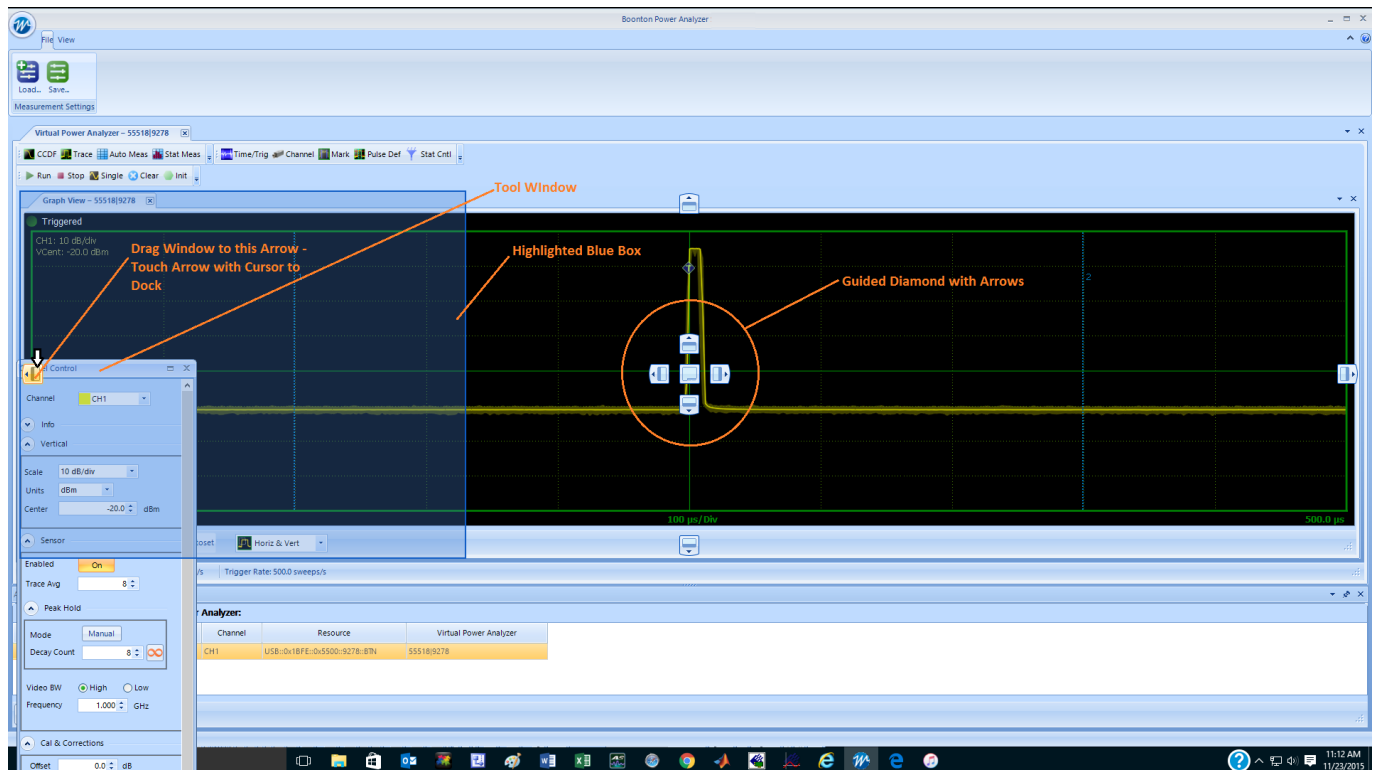 Boonton Power Analyzer
File View
Load... Save...
Measurement Settings
Virtual Power Analyzer – 55518|9278
CCDF Trace Auto Meas Stat Meas Time/Trig Channel Mark Pulse Def Stat Cntl
Run Stop Single Clear Init
Tool WIndow
Graph View – 55518|9278
Triggered
CH1: 10 dB/div
VCent: -20.0 dBm
Drag Window to this Arrow -
Touch Arrow with Cursor to
Dock
Highlighted Blue Box
Guided Diamond with Arrows
2
Control
Channel CH1
Info
Vertical
Scale 10 dB/div
Units dBm
Center -20.0 dBm
100 µs/Div
500.0 µs
Sensor
Horiz & Vert
Enabled On
Trigger Rate: 500.0 sweeps/s
Trace Avg 8
Peak Hold
Analyzer:
Mode Manual
Channel Resource Virtual Power Analyzer
Decay Count 8
CH1 USB::0x1BFE::0x5500::9278::BTN 55518|9278
Video BW High Low
Frequency 1.000 GHz
Cal & Corrections
Offset 0.0 dB
11:12 AM
11/23/2015